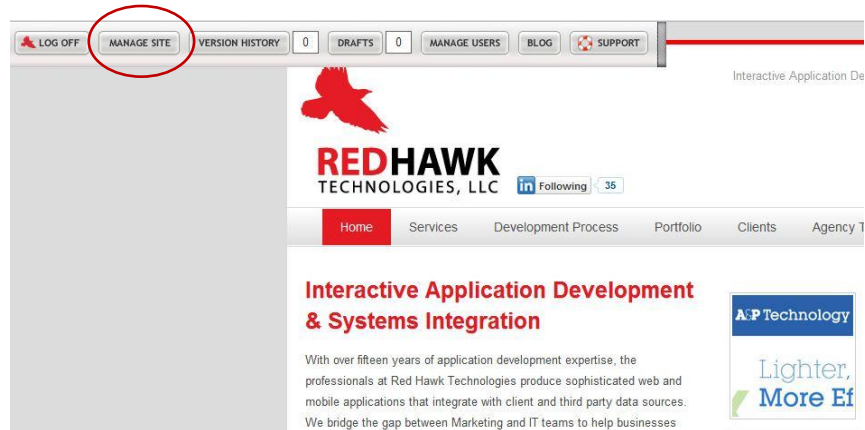 LOG OFF MANAGE SITE VERSION HISTORY 0 DRAFTS 0 MANAGE USERS BLOG SUPPORT
Interactive Application De
REDHAWK
TECHNOLOGIES, LLC
in Following 35
Home Services Development Process Portfolio Clients Agency T
Interactive Application Development
& Systems Integration
With over fifteen years of application development expertise, the
professionals at Red Hawk Technologies produce sophisticated web and
mobile applications that integrate with client and third party data sources.
We bridge the gap between Marketing and IT teams to help businesses
A&P Technology
Lighter,
More Ef